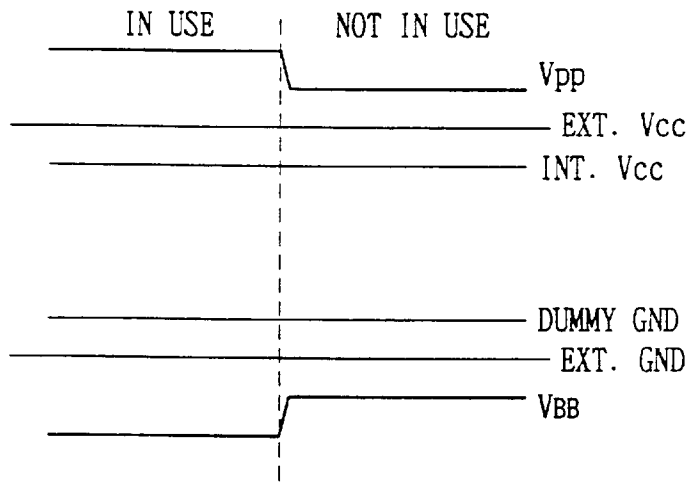 IN USE NOT IN USE
Vpp
EXT. Vcc
INT. Vcc
DUMMY GND
EXT. GND
VBB